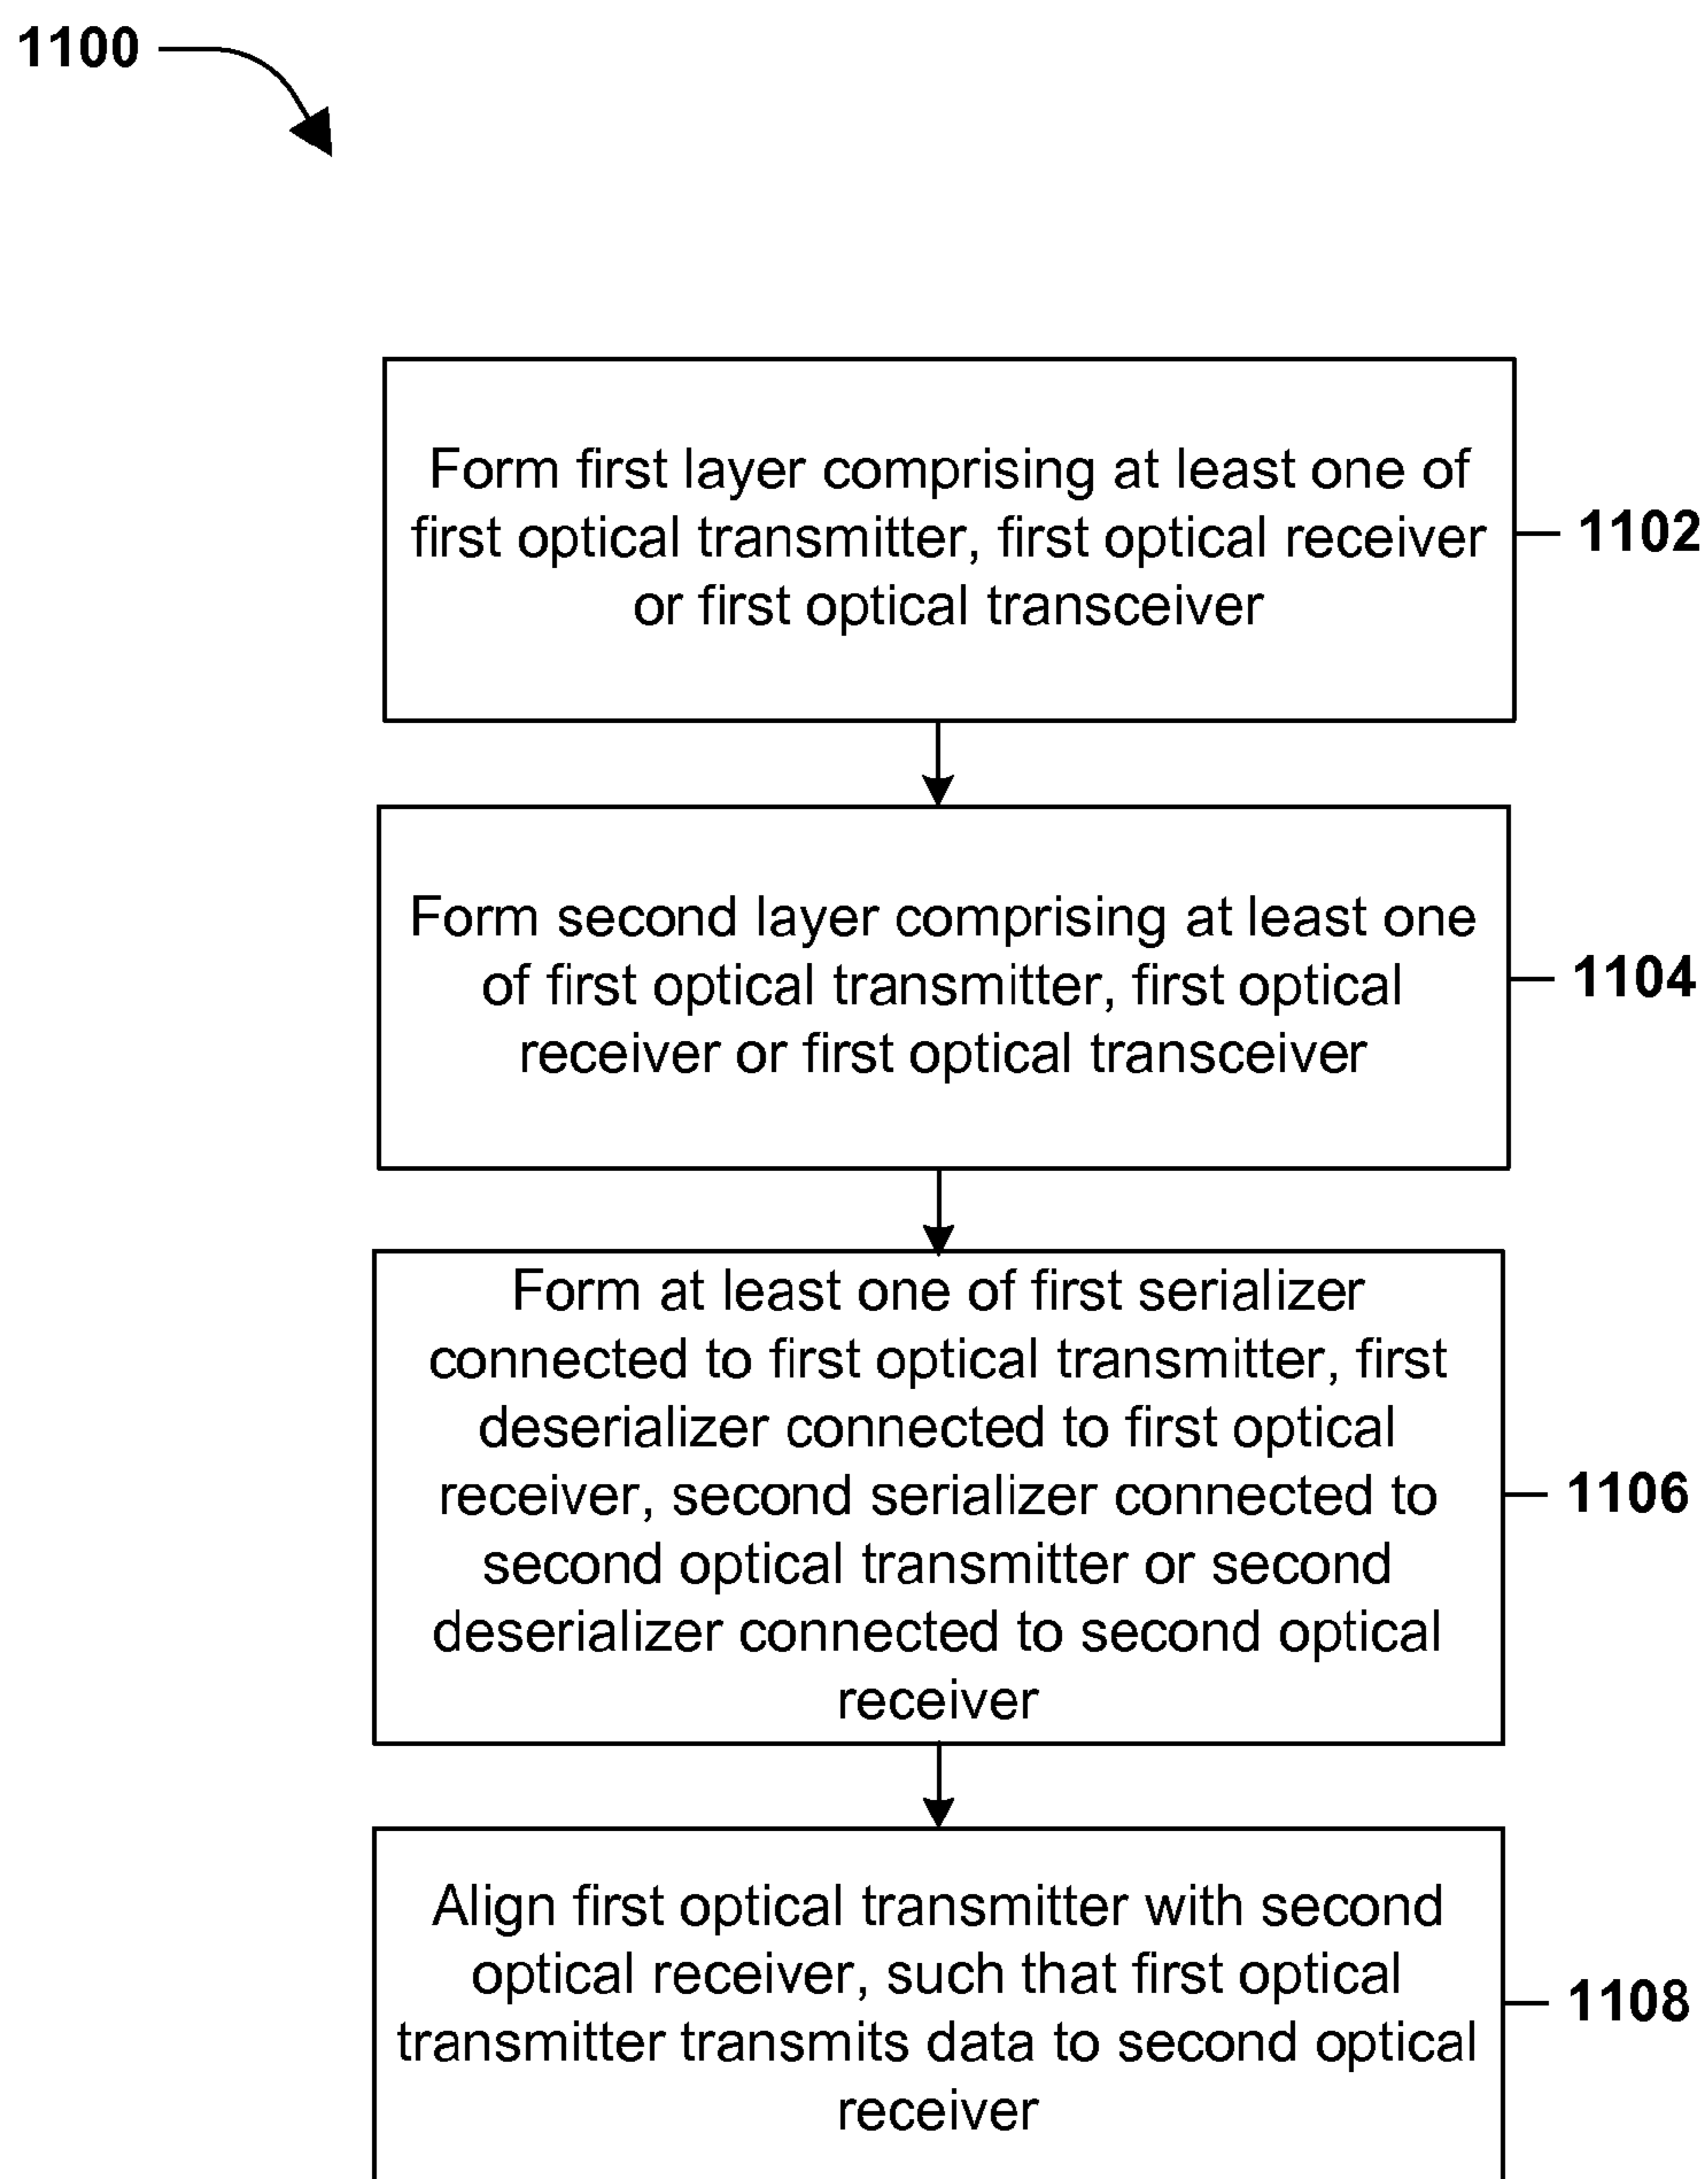 1100
Form first layer comprising at least one of
first optical transmitter, first optical receiver
or first optical transceiver
1102
Form second layer comprising at least one
of first optical transmitter, first optical
receiver or first optical transceiver
1104
Form at least one of first serializer
connected to first optical transmitter, first
deserializer connected to first optical
receiver, second serializer connected to
second optical transmitter or second
deserializer connected to second optical
receiver
1106
Align first optical transmitter with second
optical receiver, such that first optical
transmitter transmits data to second optical
receiver
1108